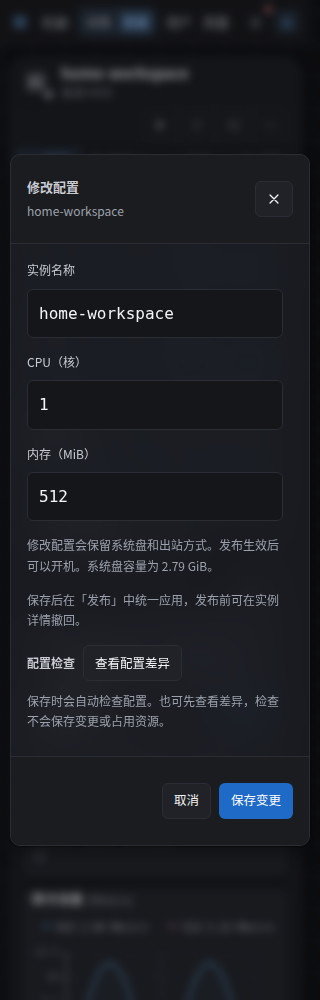 修改配置
home-workspace
实例名称
home-workspace
CPU（核）
1
内存（MiB）
512
修改配置会保留系统盘和出站方式。发布生效后
可以开机。系统盘容量为 2.79 GiB。
保存后在「发布」中统一应用，发布前可在实例
详情撤回。
配置检查 查看配置差异
保存时会自动检查配置。也可先查看差异，检查
不会保存变更或占用资源。
取消 保存变更